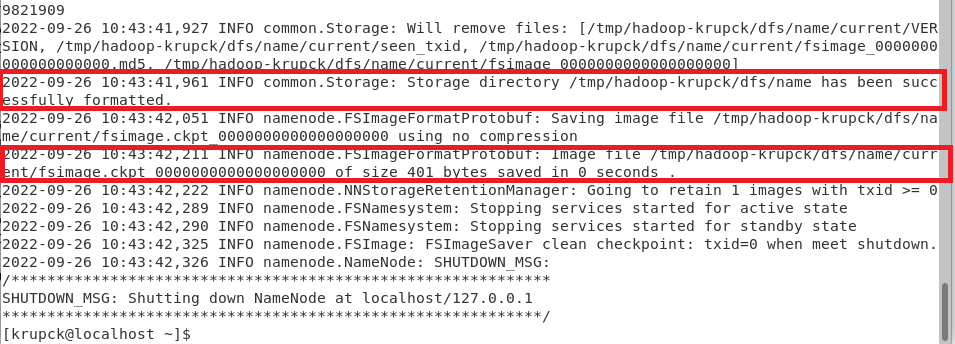 9821909
2022-09-26 10:43:41,927 INFO common.Storage: Will remove files: [/tmp/hadoop-krupck/dfs/name/current/VER
SION, /tmp/hadoop-krupck/dfs/name/current/seen_txid, /tmp/hadoop-krupck/dfs/name/current/fsimage_0000000
000000000000.md5, /tmp/hadoop-krupck/dfs/name/current/fsimage_0000000000000000000]
2022-09-26 10:43:41,961 INFO common.Storage: Storage directory /tmp/hadoop-krupck/dfs/name has been succ
essfully formatted.
2022-09-26 10:43:42,051 INFO namenode.FSImageFormatProtobuf: Saving image file /tmp/hadoop-krupck/dfs/na
me/current/fsimage.ckpt_0000000000000000000 using no compression
2022-09-26 10:43:42,211 INFO namenode.FSImageFormatProtobuf: Image file /tmp/hadoop-krupck/dfs/name/curr
ent/fsimage.ckpt_0000000000000000000 of size 401 bytes saved in 0 seconds .
2022-09-26 10:43:42,222 INFO namenode.NNStorageRetentionManager: Going to retain 1 images with txid >= 0
2022-09-26 10:43:42,289 INFO namenode.FSNamesystem: Stopping services started for active state
2022-09-26 10:43:42,290 INFO namenode.FSNamesystem: Stopping services started for standby state
2022-09-26 10:43:42,325 INFO namenode.FSImage: FSImageSaver clean checkpoint: txid=0 when meet shutdown.
2022-09-26 10:43:42,326 INFO namenode.NameNode: SHUTDOWN_MSG:
/************************************************************
SHUTDOWN_MSG: Shutting down NameNode at localhost/127.0.0.1
************************************************************/
[krupck@localhost ~]$